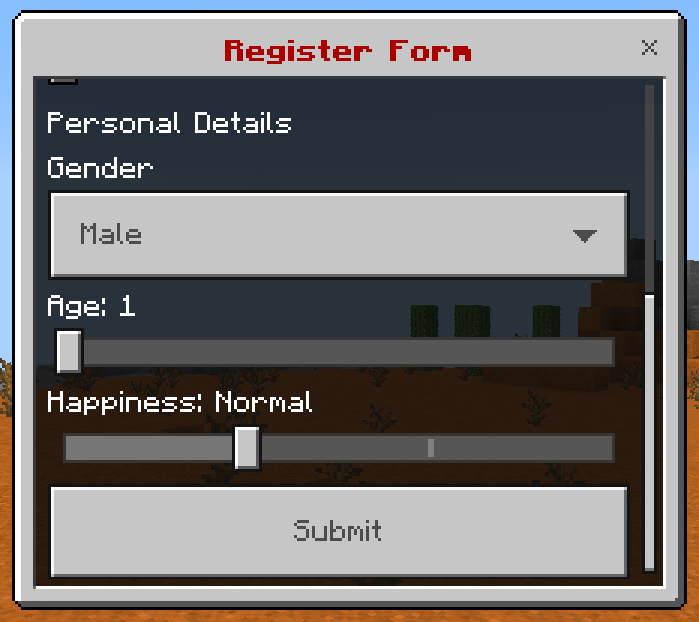 Register Form
Personal Details
Gender
Male
Age: 1
Happiness: Normal
Submit